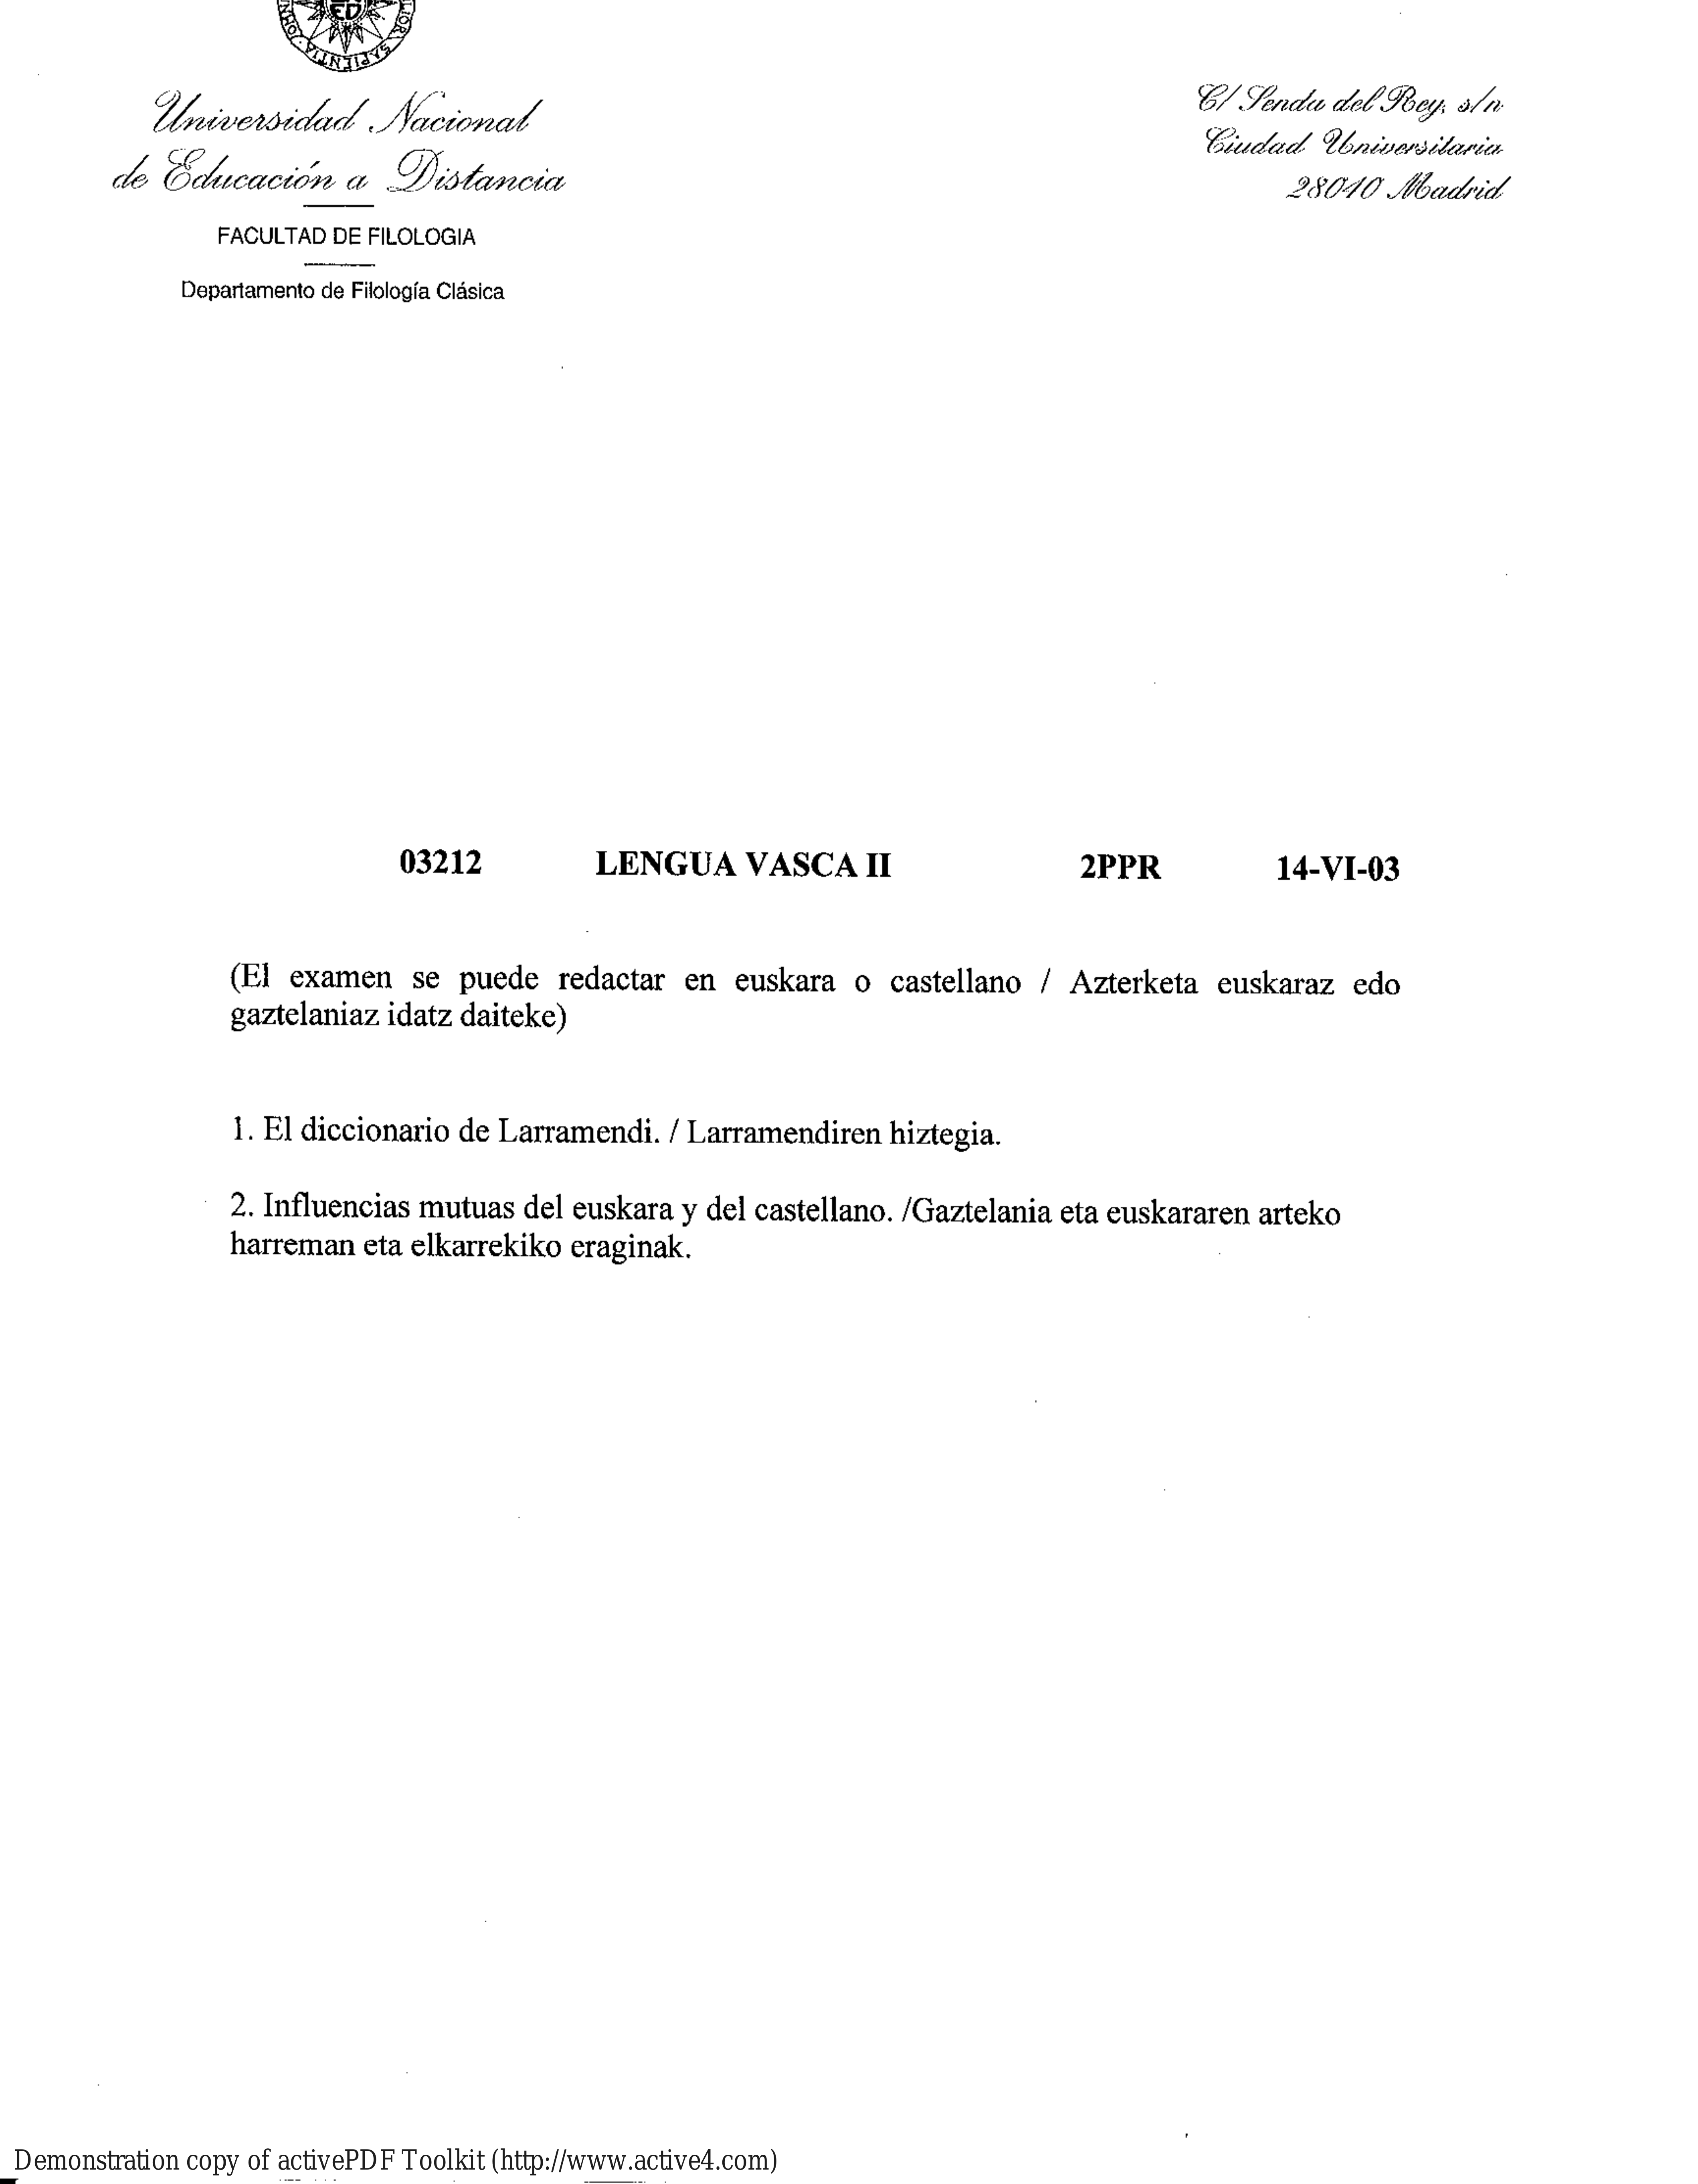 Universidad Nacional
de Educación a Distancia
FACULTAD DE FILOLOGIA
Departamento de Filología Clásica
C/ Senda del Rey, s/n
Ciudad Universitaria
28040 Madrid
03212 LENGUA VASCA II 2PPR 14-VI-03
(El examen se puede redactar en euskara o castellano / Azterketa euskaraz edo
gaztelaniaz idatz daiteke)
1. El diccionario de Larramendi. / Larramendiren hiztegia.
2. Influencias mutuas del euskara y del castellano. /Gaztelania eta euskararen arteko
harreman eta elkarrekiko eraginak.
Demonstration copy of activePDF Toolkit (http://www.active4.com)